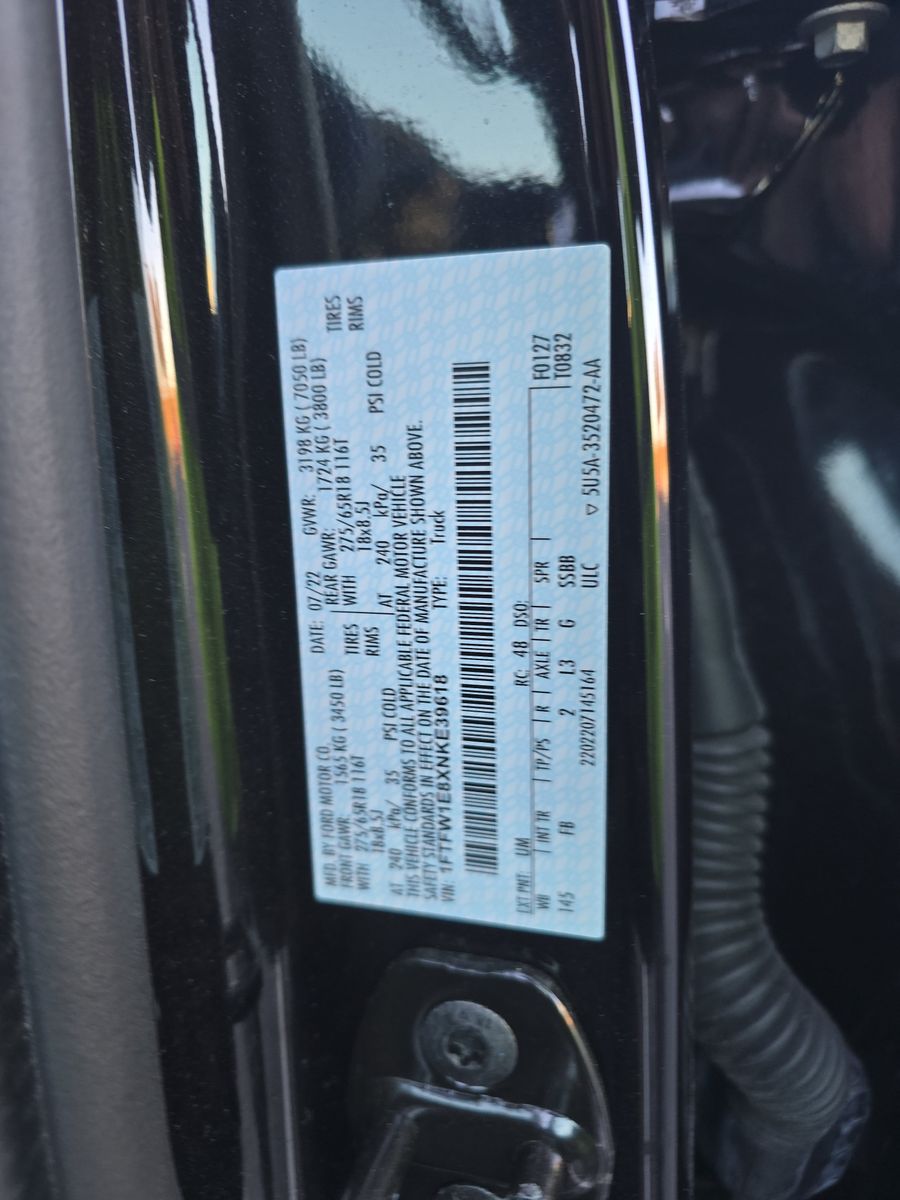 MFD. BY FORD MOTOR CO. DATE: 07/22 GVWR: 3198 KG ( 7050 LB)
FRONT GAWR: 1565 KG ( 3450 LB) REAR GAWR: 1724 KG ( 3800 LB)
WITH 275/65R18 116T TIRES WITH 275/65R18 116T TIRES
18x8.5J RIMS 18x8.5J RIMS
AT 240 kPa/ 35 PSI COLD AT 240 kPa/ 35 PSI COLD
THIS VEHICLE CONFORMS TO ALL APPLICABLE FEDERAL MOTOR VEHICLE
SAFETY STANDARDS IN EFFECT ON THE DATE OF MANUFACTURE SHOWN ABOVE.
VIN: 1FTFW1E8XNKE39618 TYPE: Truck
EXT PNT: UM RC: 48 DSO: F0127
WB INT TR TP/PS R AXLE TR SPR T0832
145 FB 2 L3 G SSBB
2202207145164 ULC ▽ 5U5A-3520472-AA